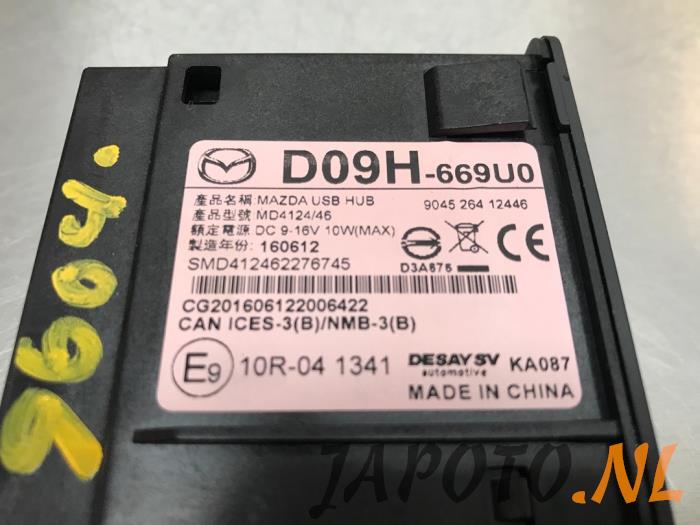 D09H-669U0
產品名稱:MAZDA USB HUB 9045 264 12446
產品型號:MD4124/46
額定電源:DC 9-16V 10W(MAX)
製造年份:160612
SMD412462276745
D3A876
CE
CG201606122006422
CAN ICES-3(B)/NMB-3(B)
E9 10R-04 1341 DESAY SV automotive KA087
MADE IN CHINA
JAPOTO.NL